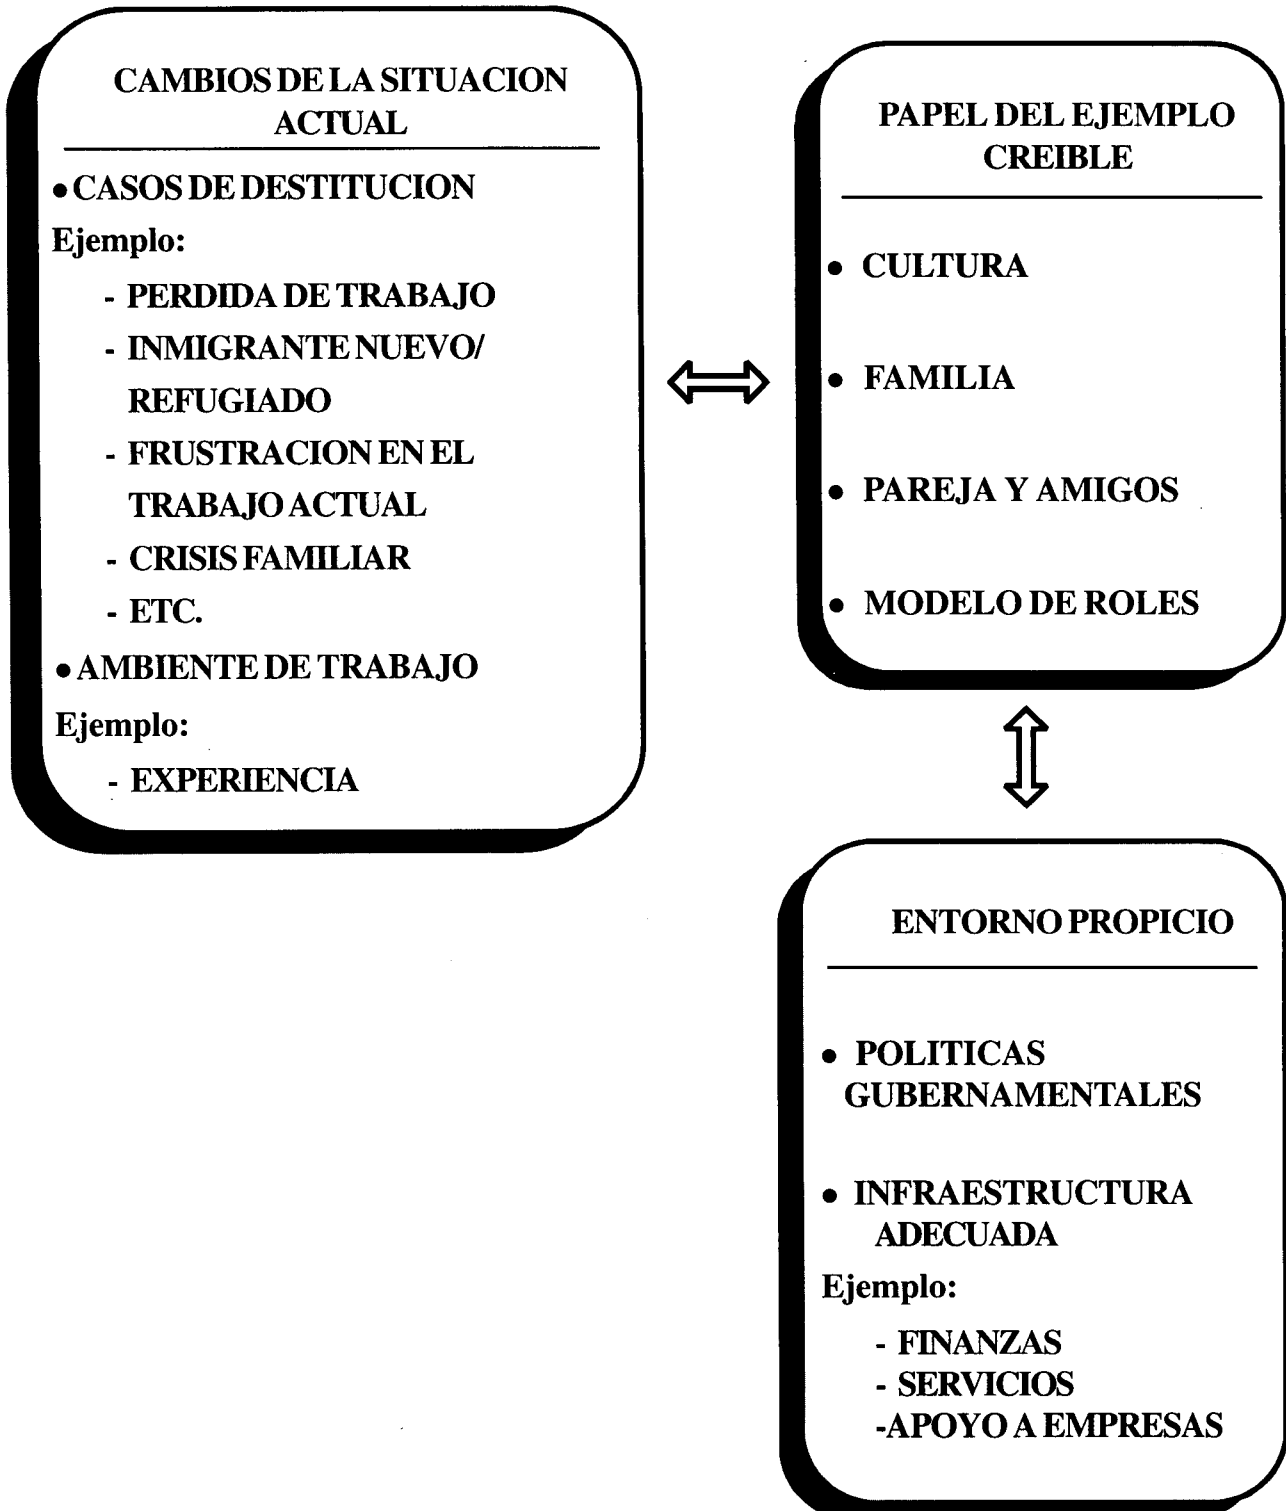 CAMBIOS DE LA SITUACION
ACTUAL
• CASOS DE DESTITUCION
Ejemplo:
- PERDIDA DE TRABAJO
- INMIGRANTE NUEVO/
REFUGIADO
- FRUSTRACION EN EL
TRABAJO ACTUAL
- CRISIS FAMILIAR
- ETC.
• AMBIENTE DE TRABAJO
Ejemplo:
- EXPERIENCIA
PAPEL DEL EJEMPLO
CREIBLE
• CULTURA
• FAMILIA
• PAREJA Y AMIGOS
• MODELO DE ROLES
ENTORNO PROPICIO
• POLITICAS
GUBERNAMENTALES
• INFRAESTRUCTURA
ADECUADA
Ejemplo:
- FINANZAS
- SERVICIOS
-APOYO A EMPRESAS